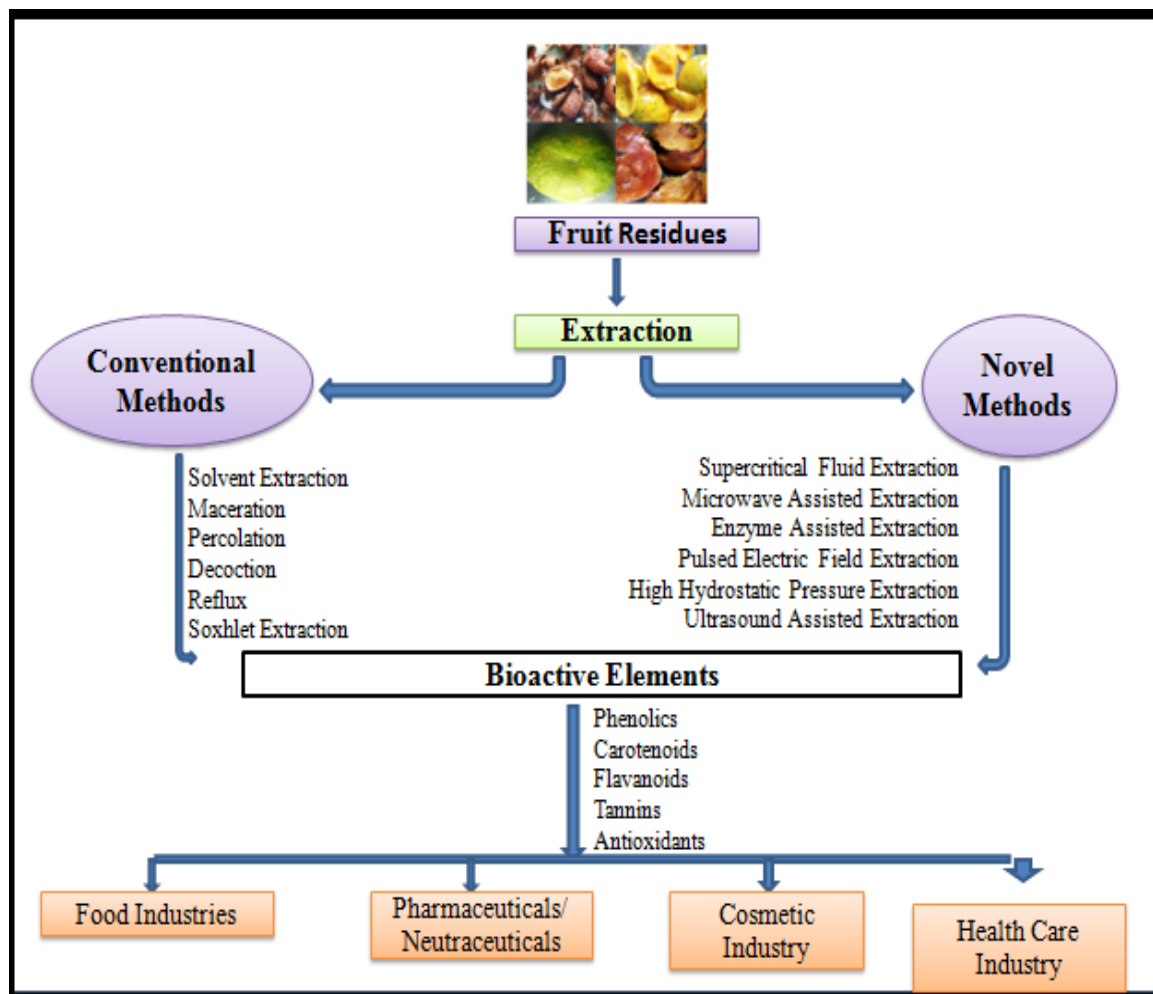 Fruit Residues
Extraction
Conventional
Methods
Novel
Methods
Solvent Extraction
Maceration
Percolation
Decoction
Reflux
Soxhlet Extraction
Supercritical Fluid Extraction
Microwave Assisted Extraction
Enzyme Assisted Extraction
Pulsed Electric Field Extraction
High Hydrostatic Pressure Extraction
Ultrasound Assisted Extraction
Bioactive Elements
Phenolics
Carotenoids
Flavanoids
Tannins
Antioxidants
Food Industries
Pharmaceuticals/
Neutraceuticals
Cosmetic
Industry
Health Care
Industry